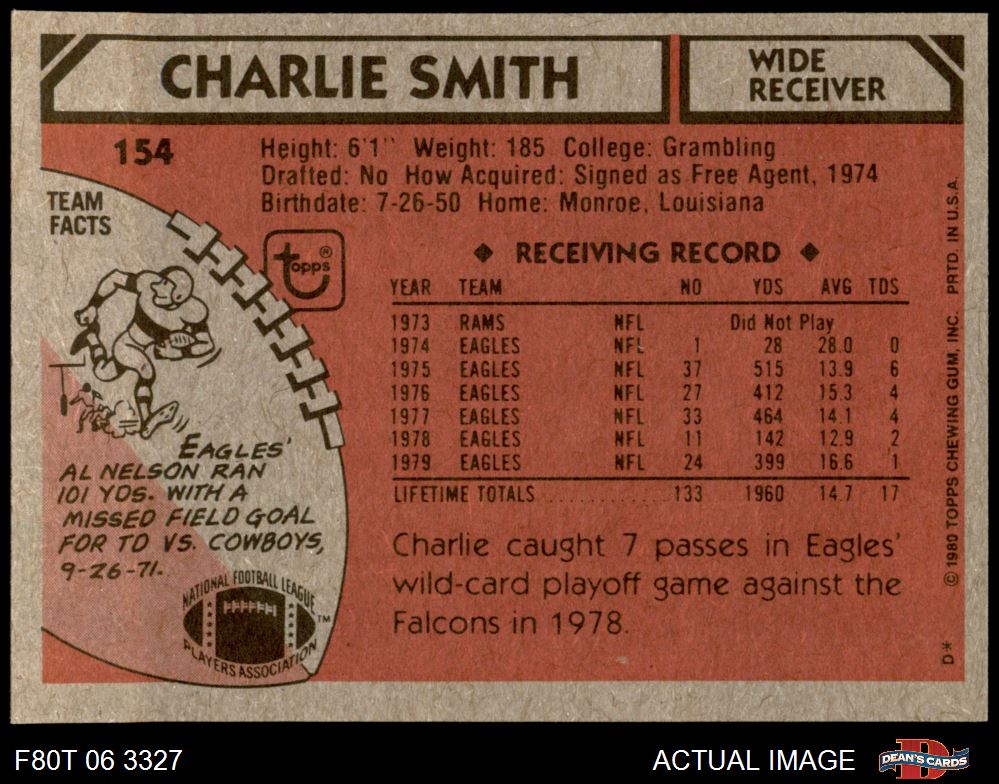 CHARLIE SMITH
WIDE
RECEIVER
154
Height: 6'1" Weight: 185 College: Grambling
Drafted: No How Acquired: Signed as Free Agent, 1974
Birthdate: 7-26-50 Home: Monroe, Louisiana
TEAM
FACTS
topps®
◆ RECEIVING RECORD ◆
YEAR TEAM NO YDS AVG TDS
1973 RAMS NFL Did Not Play
1974 EAGLES NFL 1 28 28.0 0
1975 EAGLES NFL 37 515 13.9 6
1976 EAGLES NFL 27 412 15.3 4
1977 EAGLES NFL 33 464 14.1 4
1978 EAGLES NFL 11 142 12.9 2
1979 EAGLES NFL 24 399 16.6 1
LIFETIME TOTALS .......... 133 1960 14.7 17
Charlie caught 7 passes in Eagles'
wild-card playoff game against the
Falcons in 1978.
EAGLES'
AL NELSON RAN
101 YDS. WITH A
MISSED FIELD GOAL
FOR TD VS. COWBOYS,
9-26-71.
NATIONAL FOOTBALL LEAGUE
PLAYERS ASSOCIATION
TM
© 1980 TOPPS CHEWING GUM, INC. PRTD. IN U.S.A.
D*
F80T 06 3327
ACTUAL IMAGE
D
DEAN'S CARDS